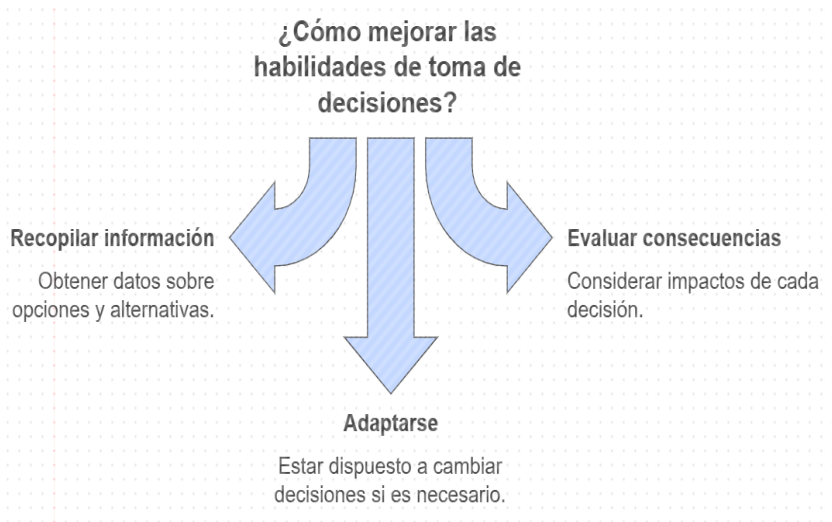 ¿Cómo mejorar las
habilidades de toma de
decisiones?
Recopilar información
Obtener datos sobre
opciones y alternativas.
Evaluar consecuencias
Considerar impactos de cada
decisión.
Adaptarse
Estar dispuesto a cambiar
decisiones si es necesario.